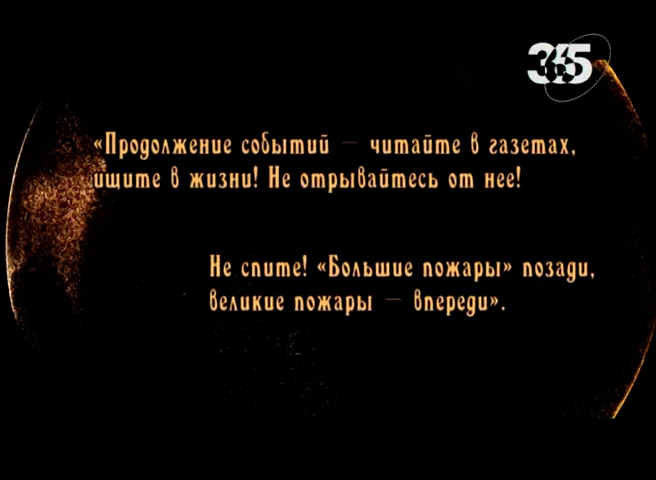 365
«Продолжение событий — читайте в газетах,
ищите в жизни! Не отрывайтесь от нее!
Не спите! «Большие пожары» позади,
великие пожары — впереди».